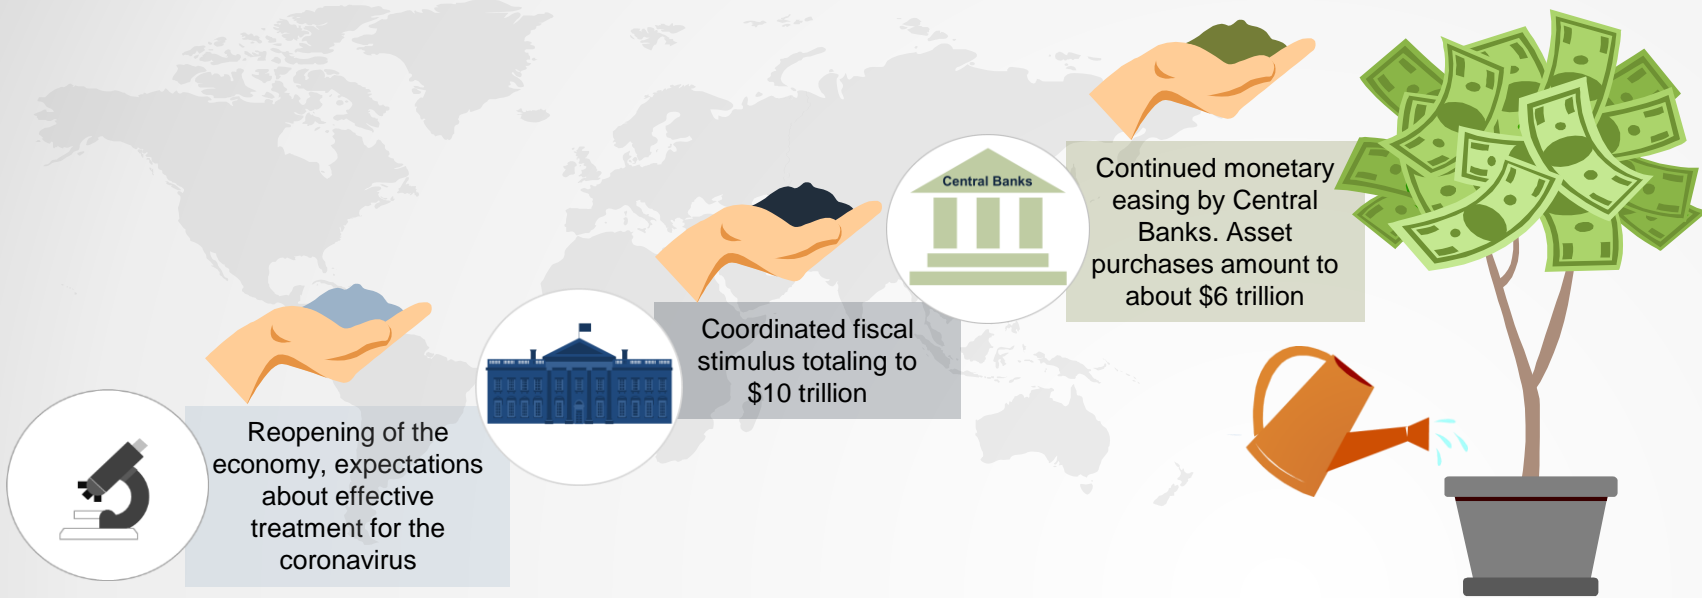 Reopening of the
economy, expectations
about effective
treatment for the
coronavirus
Coordinated fiscal
stimulus totaling to
$10 trillion
Central Banks
Continued monetary
easing by Central
Banks. Asset
purchases amount to
about $6 trillion